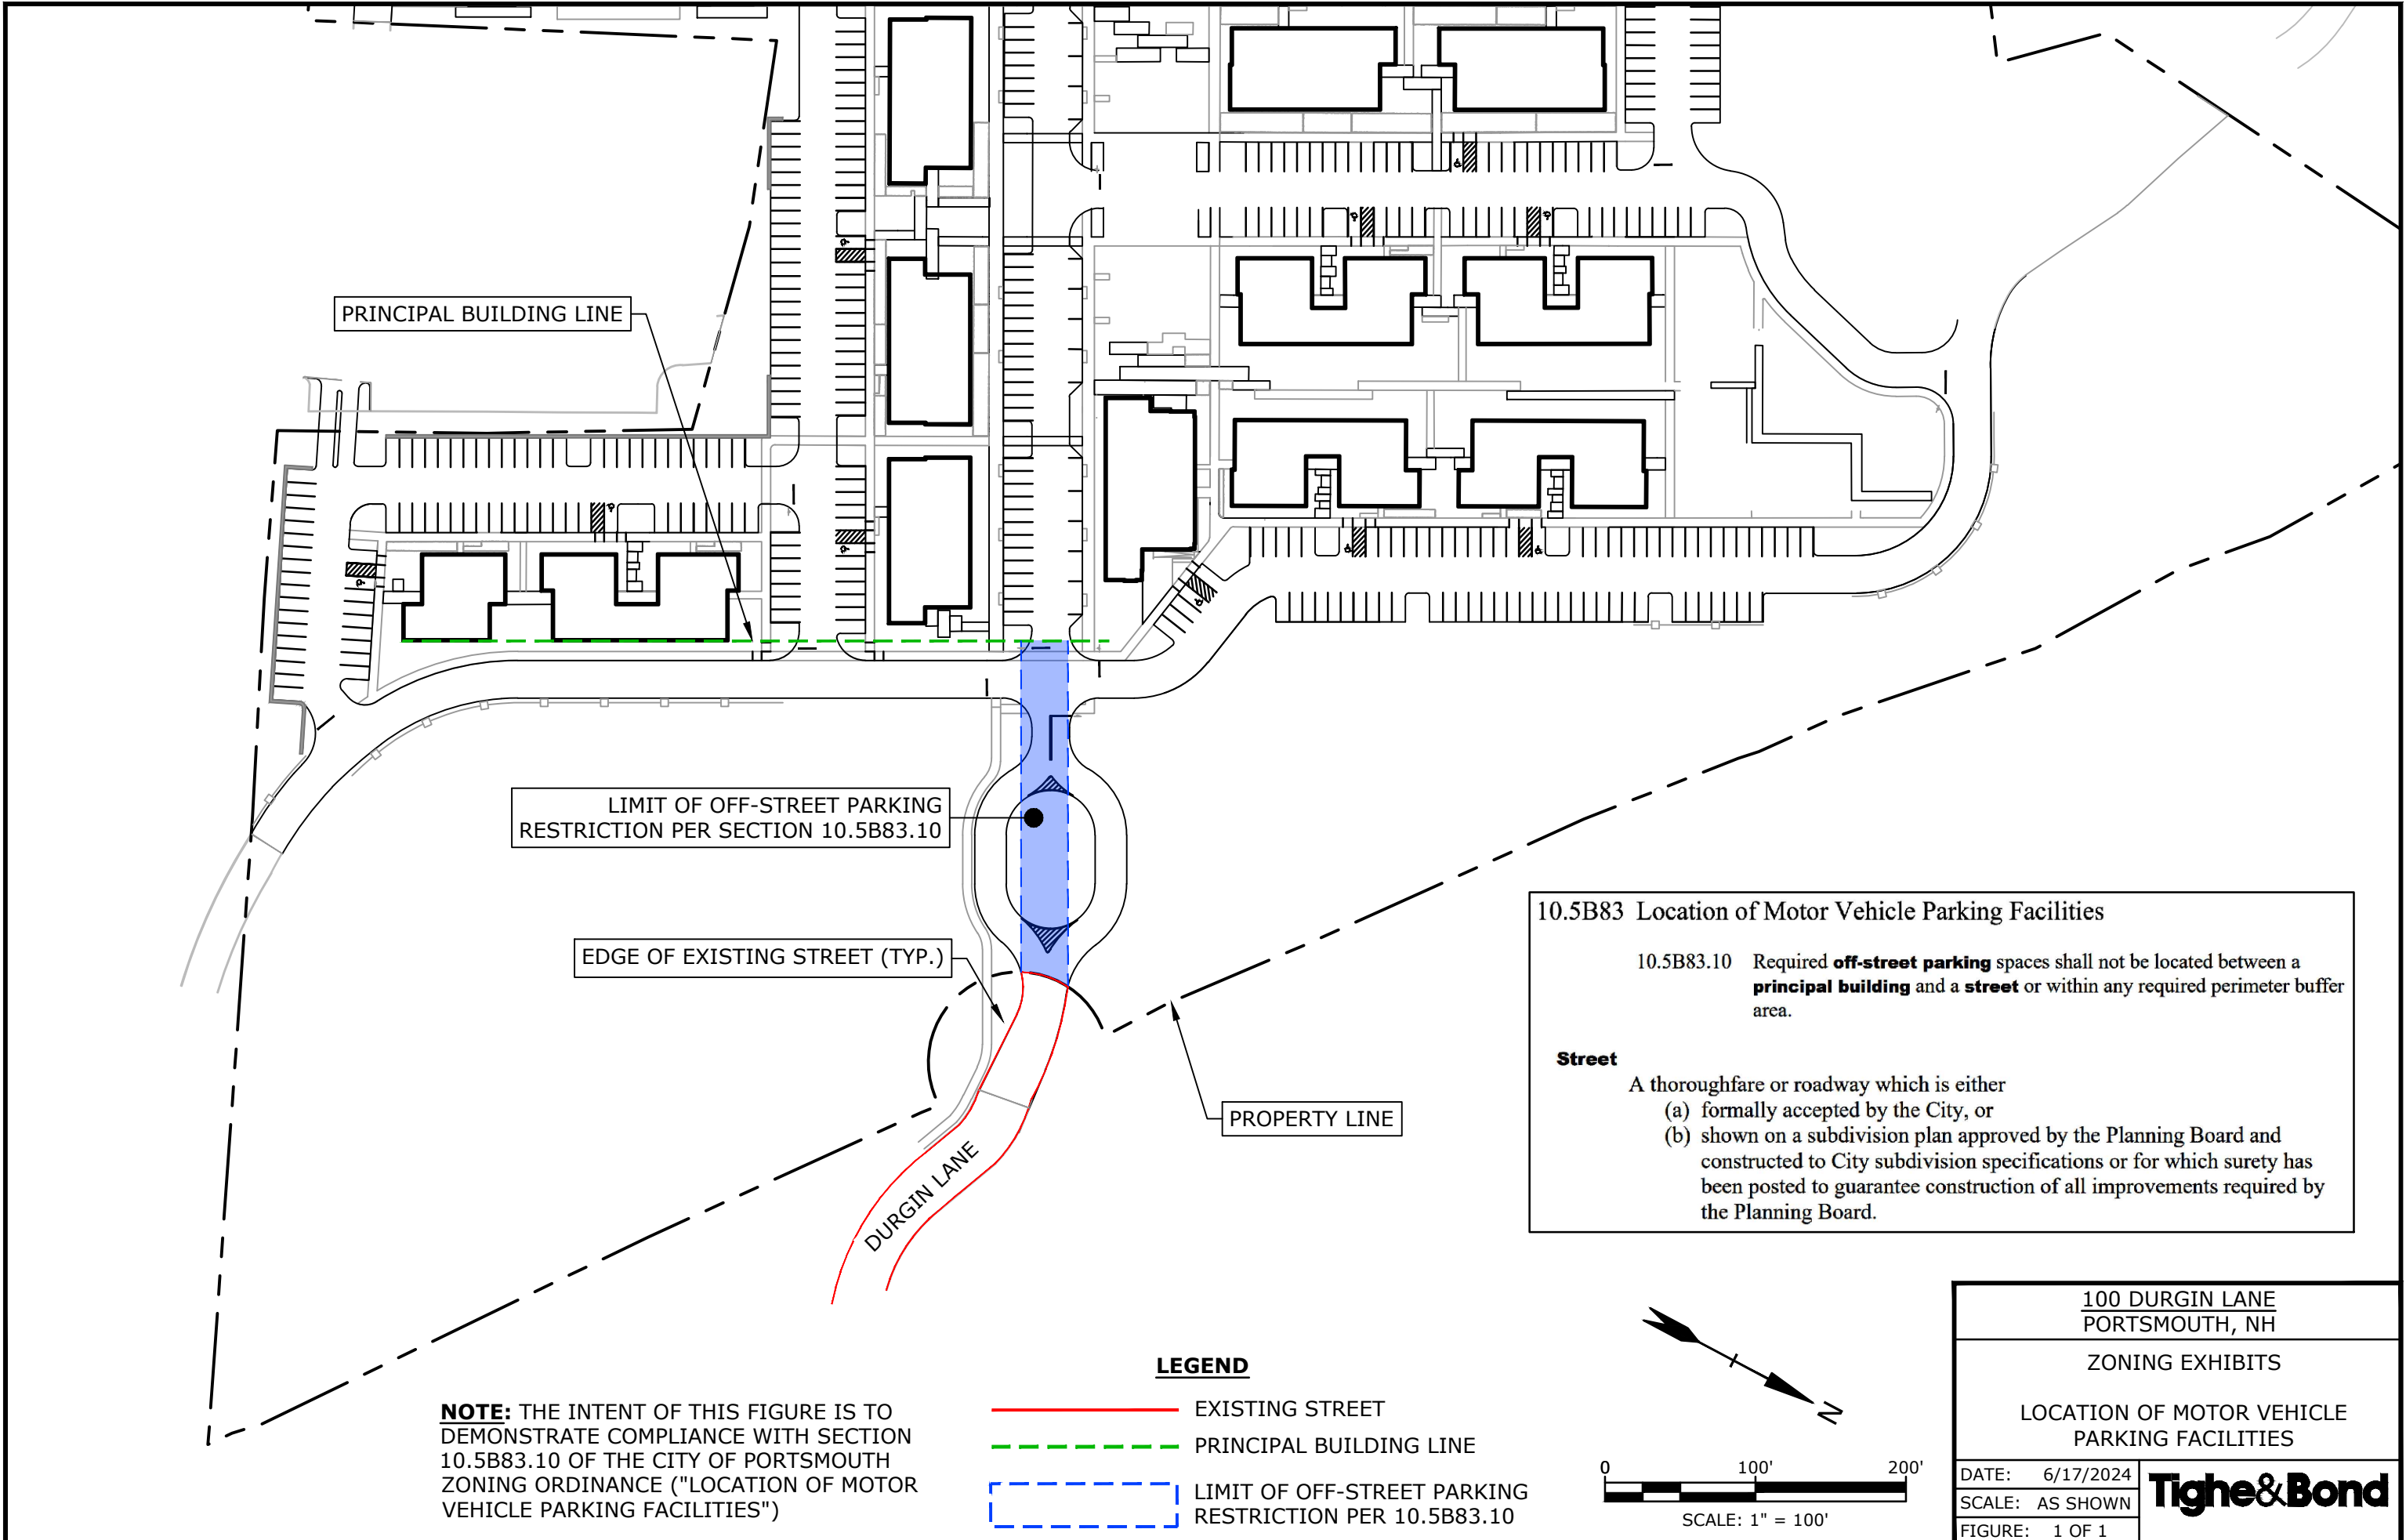 PRINCIPAL BUILDING LINE
LIMIT OF OFF-STREET PARKING
RESTRICTION PER SECTION 10.5B83.10
EDGE OF EXISTING STREET (TYP.)
PROPERTY LINE
DURGIN LANE
10.5B83 Location of Motor Vehicle Parking Facilities
10.5B83.10 Required off-street parking spaces shall not be located between a
principal building and a street or within any required perimeter buffer
area.
Street
A thoroughfare or roadway which is either
(a) formally accepted by the City, or
(b) shown on a subdivision plan approved by the Planning Board and
constructed to City subdivision specifications or for which surety has
been posted to guarantee construction of all improvements required by
the Planning Board.
NOTE: THE INTENT OF THIS FIGURE IS TO
DEMONSTRATE COMPLIANCE WITH SECTION
10.5B83.10 OF THE CITY OF PORTSMOUTH
ZONING ORDINANCE ("LOCATION OF MOTOR
VEHICLE PARKING FACILITIES")
LEGEND
EXISTING STREET
PRINCIPAL BUILDING LINE
LIMIT OF OFF-STREET PARKING
RESTRICTION PER 10.5B83.10
N
0 100' 200'
SCALE: 1" = 100'
100 DURGIN LANE
PORTSMOUTH, NH
ZONING EXHIBITS
LOCATION OF MOTOR VEHICLE
PARKING FACILITIES
DATE: 6/17/2024
SCALE: AS SHOWN
FIGURE: 1 OF 1
Tighe&Bond